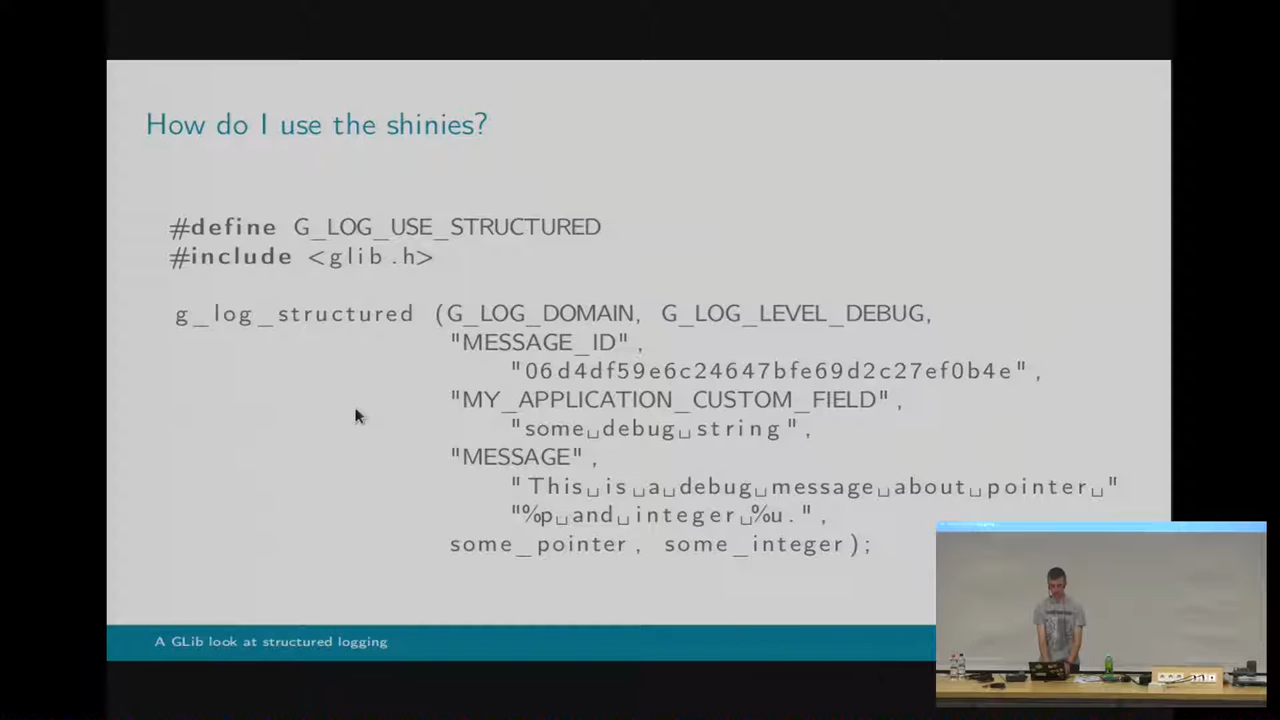 How do I use the shinies?
#define G_LOG_USE_STRUCTURED
#include <glib.h>
g_log_structured (G_LOG_DOMAIN, G_LOG_LEVEL_DEBUG,
"MESSAGE_ID",
"06d4df59e6c24647bfe69d2c27ef0b4e",
"MY_APPLICATION_CUSTOM_FIELD",
"some␣debug␣string",
"MESSAGE",
"This␣is␣a␣debug␣message␣about␣pointer␣"
"%p␣and␣integer␣%u.",
some_pointer, some_integer);
A GLib look at structured logging